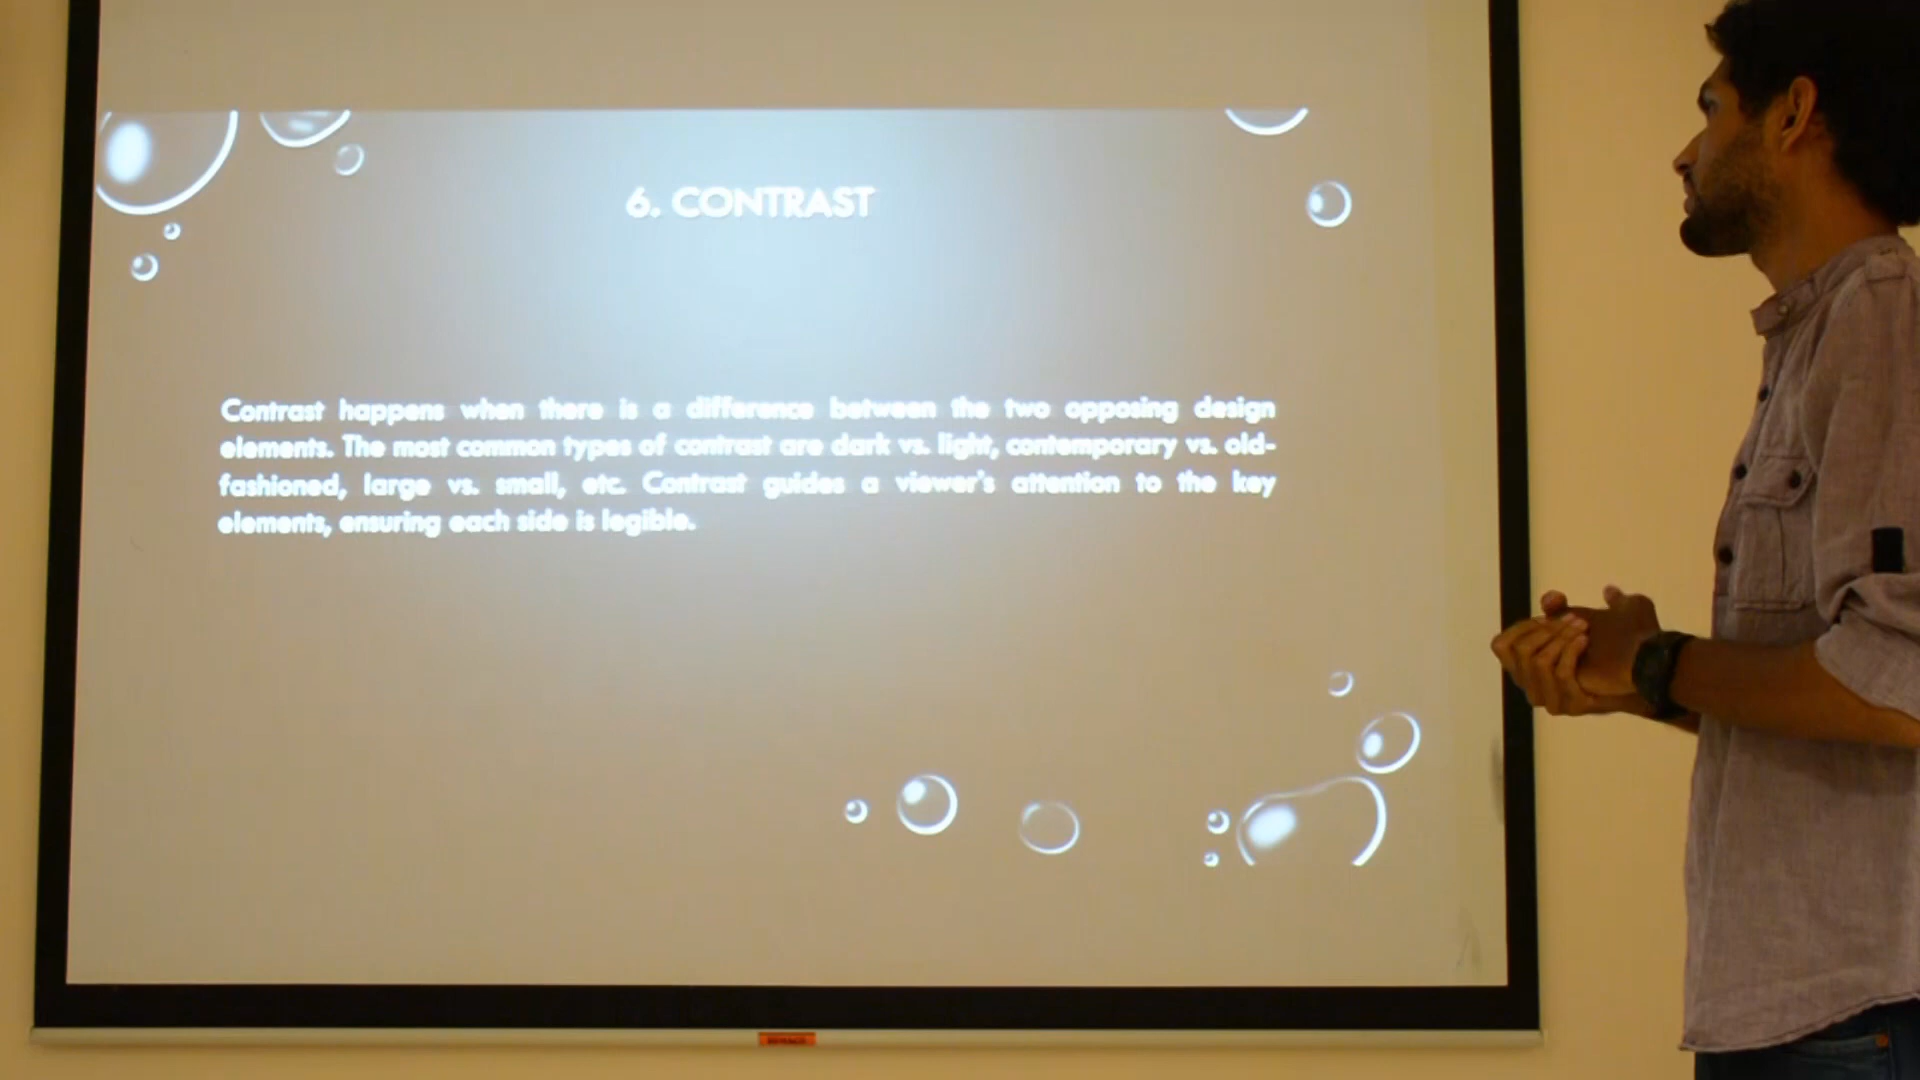 6. CONTRAST
Contrast happens when there is a difference between the two opposing design
elements. The most common types of contrast are dark vs. light, contemporary vs. old-
fashioned, large vs. small, etc. Contrast guides a viewer's attention to the key
elements, ensuring each side is legible.